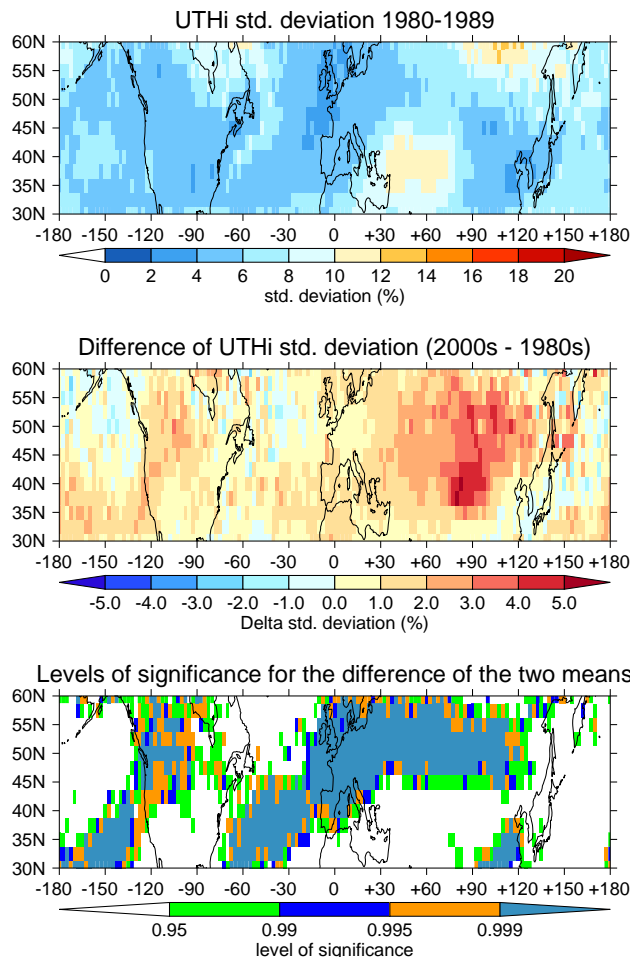 UTHi std. deviation 1980-1989
60N
55N
50N
45N
40N
35N
30N
-180 -150 -120 -90 -60 -30 0 +30 +60 +90 +120 +150 +180
0 2 4 6 8 10 12 14 16 18 20
std. deviation (%)
Difference of UTHi std. deviation (2000s - 1980s)
60N
55N
50N
45N
40N
35N
30N
-180 -150 -120 -90 -60 -30 0 +30 +60 +90 +120 +150 +180
-5.0 -4.0 -3.0 -2.0 -1.0 0.0 1.0 2.0 3.0 4.0 5.0
Delta std. deviation (%)
Levels of significance for the difference of the two means
60N
55N
50N
45N
40N
35N
30N
-180 -150 -120 -90 -60 -30 0 +30 +60 +90 +120 +150 +180
0.95 0.99 0.995 0.999
level of significance